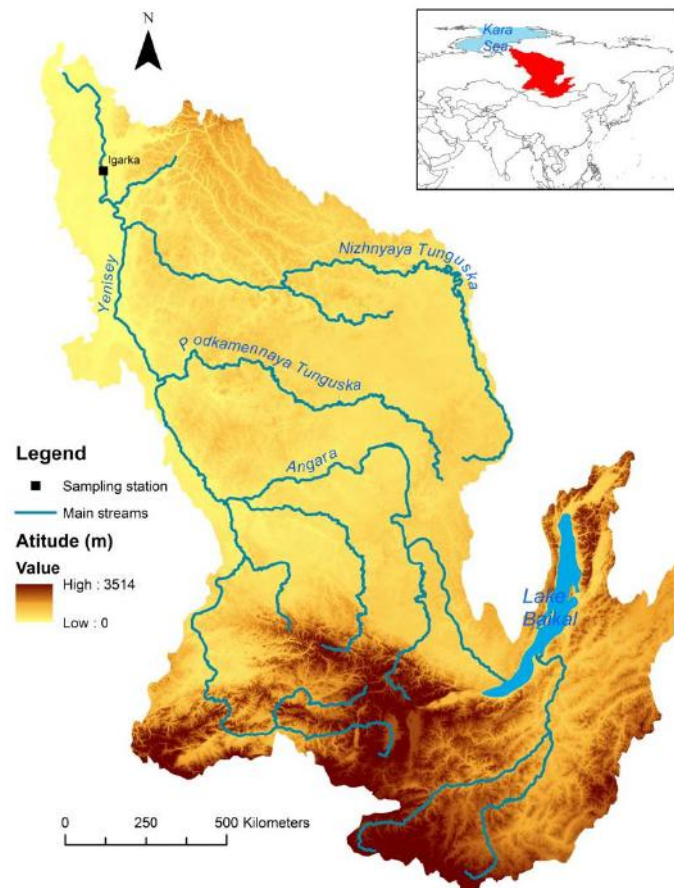 N
Kara
Sea
Igarka
Nizhnyaya Tunguska
Yenisey
Podkamennaya Tunguska
Angara
Legend
Sampling station
Main streams
Atitude (m)
Value
High : 3514
Low : 0
Lake
Baikal
0 250 500 Kilometers